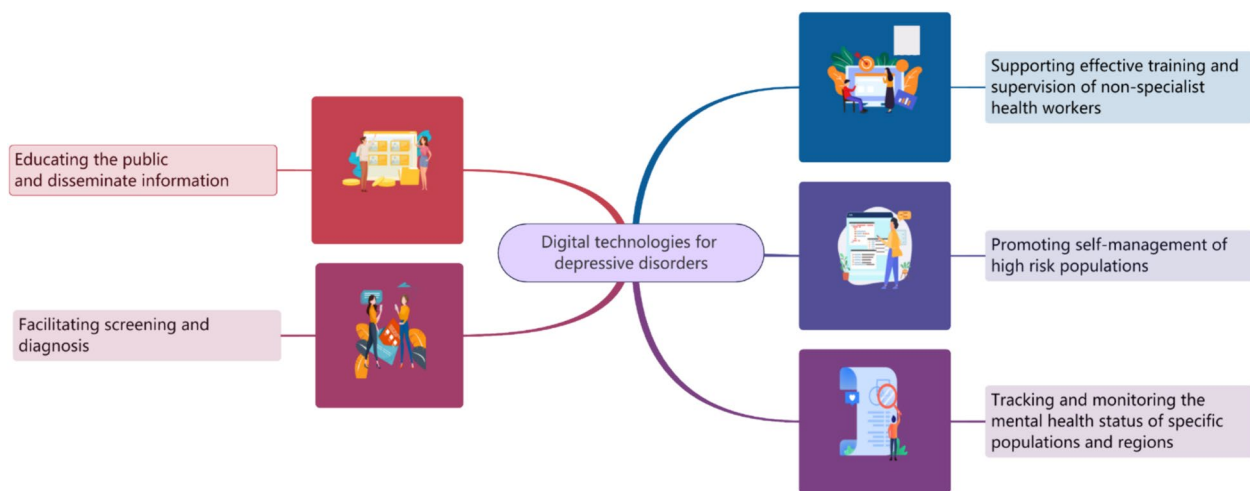 Educating the public
and disseminate information
Facilitating screening and
diagnosis
Digital technologies for
depressive disorders
Supporting effective training and
supervision of non-specialist
health workers
Promoting self-management of
high risk populations
Tracking and monitoring the
mental health status of specific
populations and regions